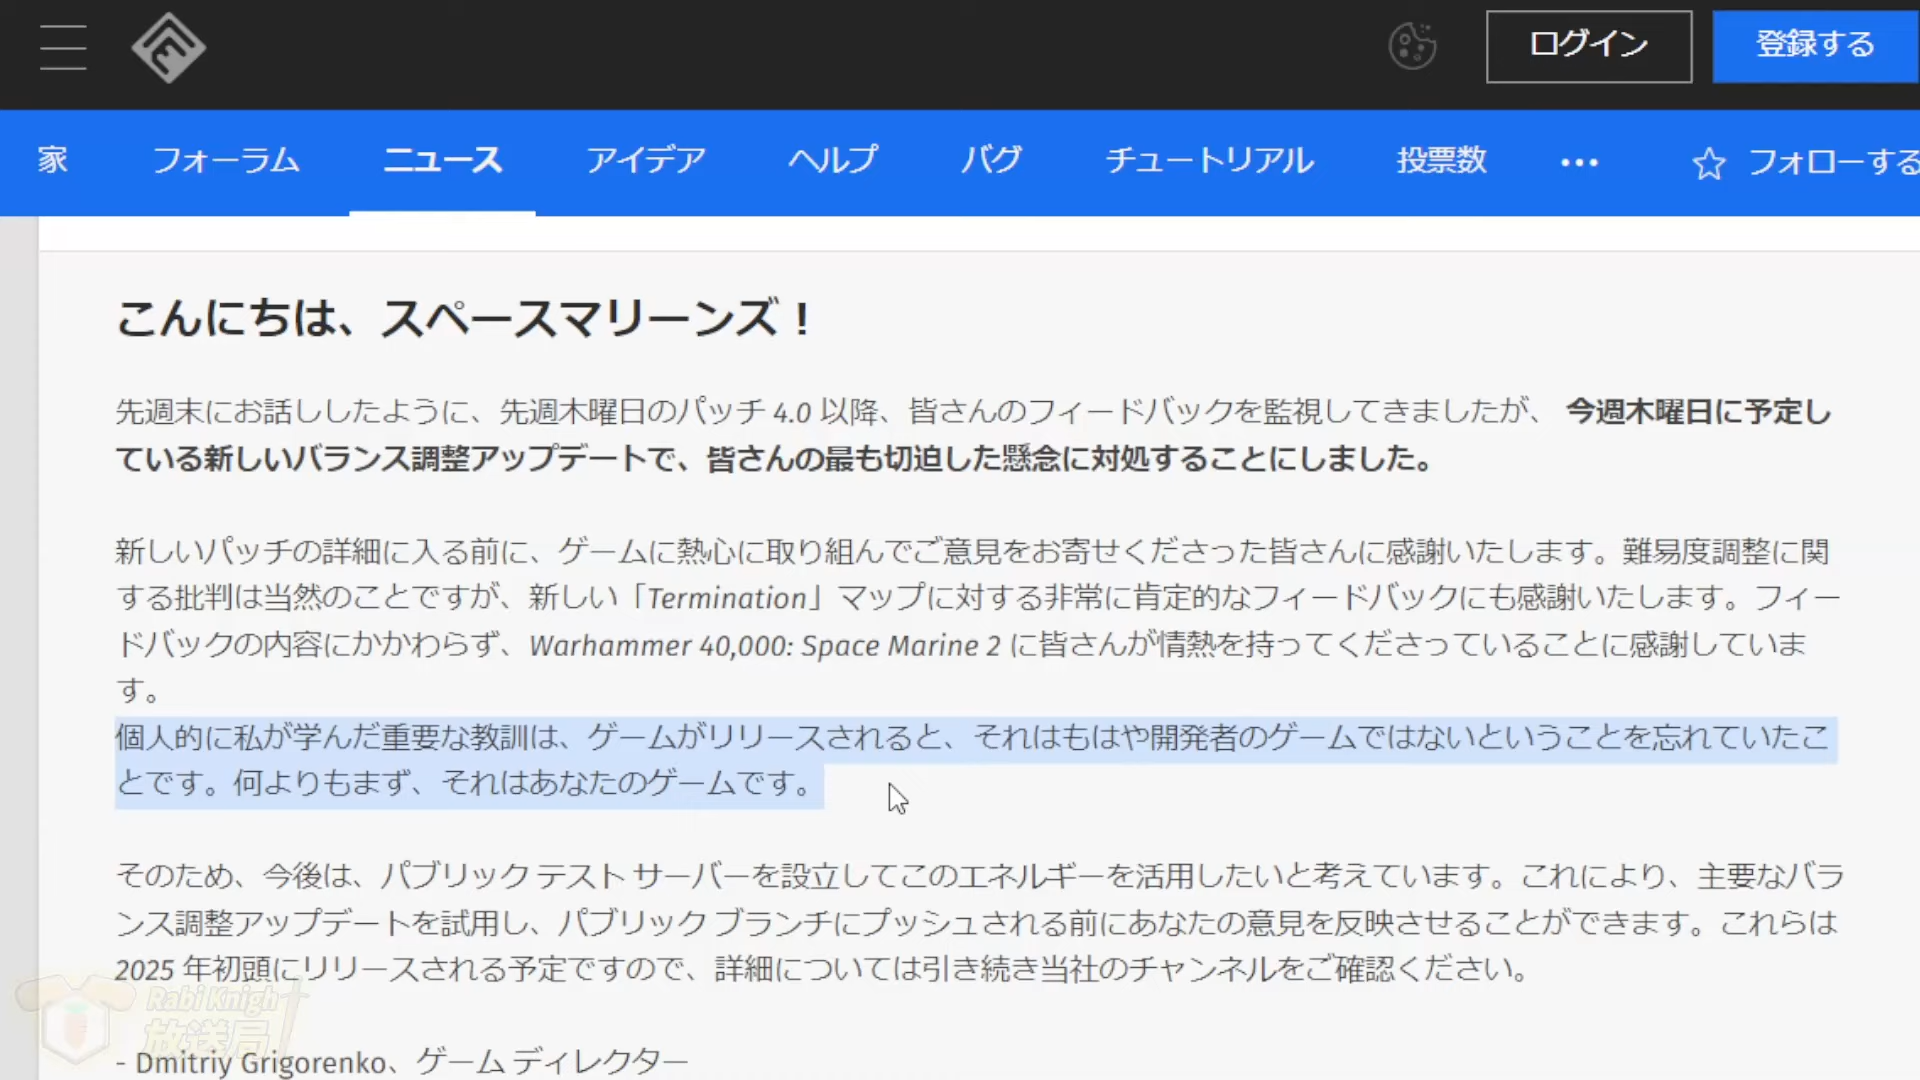 ログイン
登録する
家
フォーラム
ニュース
アイデア
ヘルプ
バグ
チュートリアル
投票数
フォローする
こんにちは、スペースマリーンズ！
先週末にお話ししたように、先週木曜日のパッチ 4.0 以降、皆さんのフィードバックを監視してきましたが、 今週木曜日に予定し
ている新しいバランス調整アップデートで、皆さんの最も切迫した懸念に対処することにしました。
新しいパッチの詳細に入る前に、ゲームに熱心に取り組んでご意見をお寄せくださった皆さんに感謝いたします。難易度調整に関
する批判は当然のことですが、新しい「Termination」マップに対する非常に肯定的なフィードバックにも感謝いたします。フィー
ドバックの内容にかかわらず、Warhammer 40,000: Space Marine 2 に皆さんが情熱を持ってくださっていることに感謝していま
す。
個人的に私が学んだ重要な教訓は、ゲームがリリースされると、それはもはや開発者のゲームではないということを忘れていたこ
とです。何よりもまず、それはあなたのゲームです。
そのため、今後は、パブリック テスト サーバーを設立してこのエネルギーを活用したいと考えています。これにより、主要なバラ
ンス調整アップデートを試用し、パブリック ブランチにプッシュされる前にあなたの意見を反映させることができます。これらは
2025 年初頭にリリースされる予定ですので、詳細については引き続き当社のチャンネルをご確認ください。
Rabi Knight
放送局
- Dmitriy Grigorenko、ゲーム ディレクター